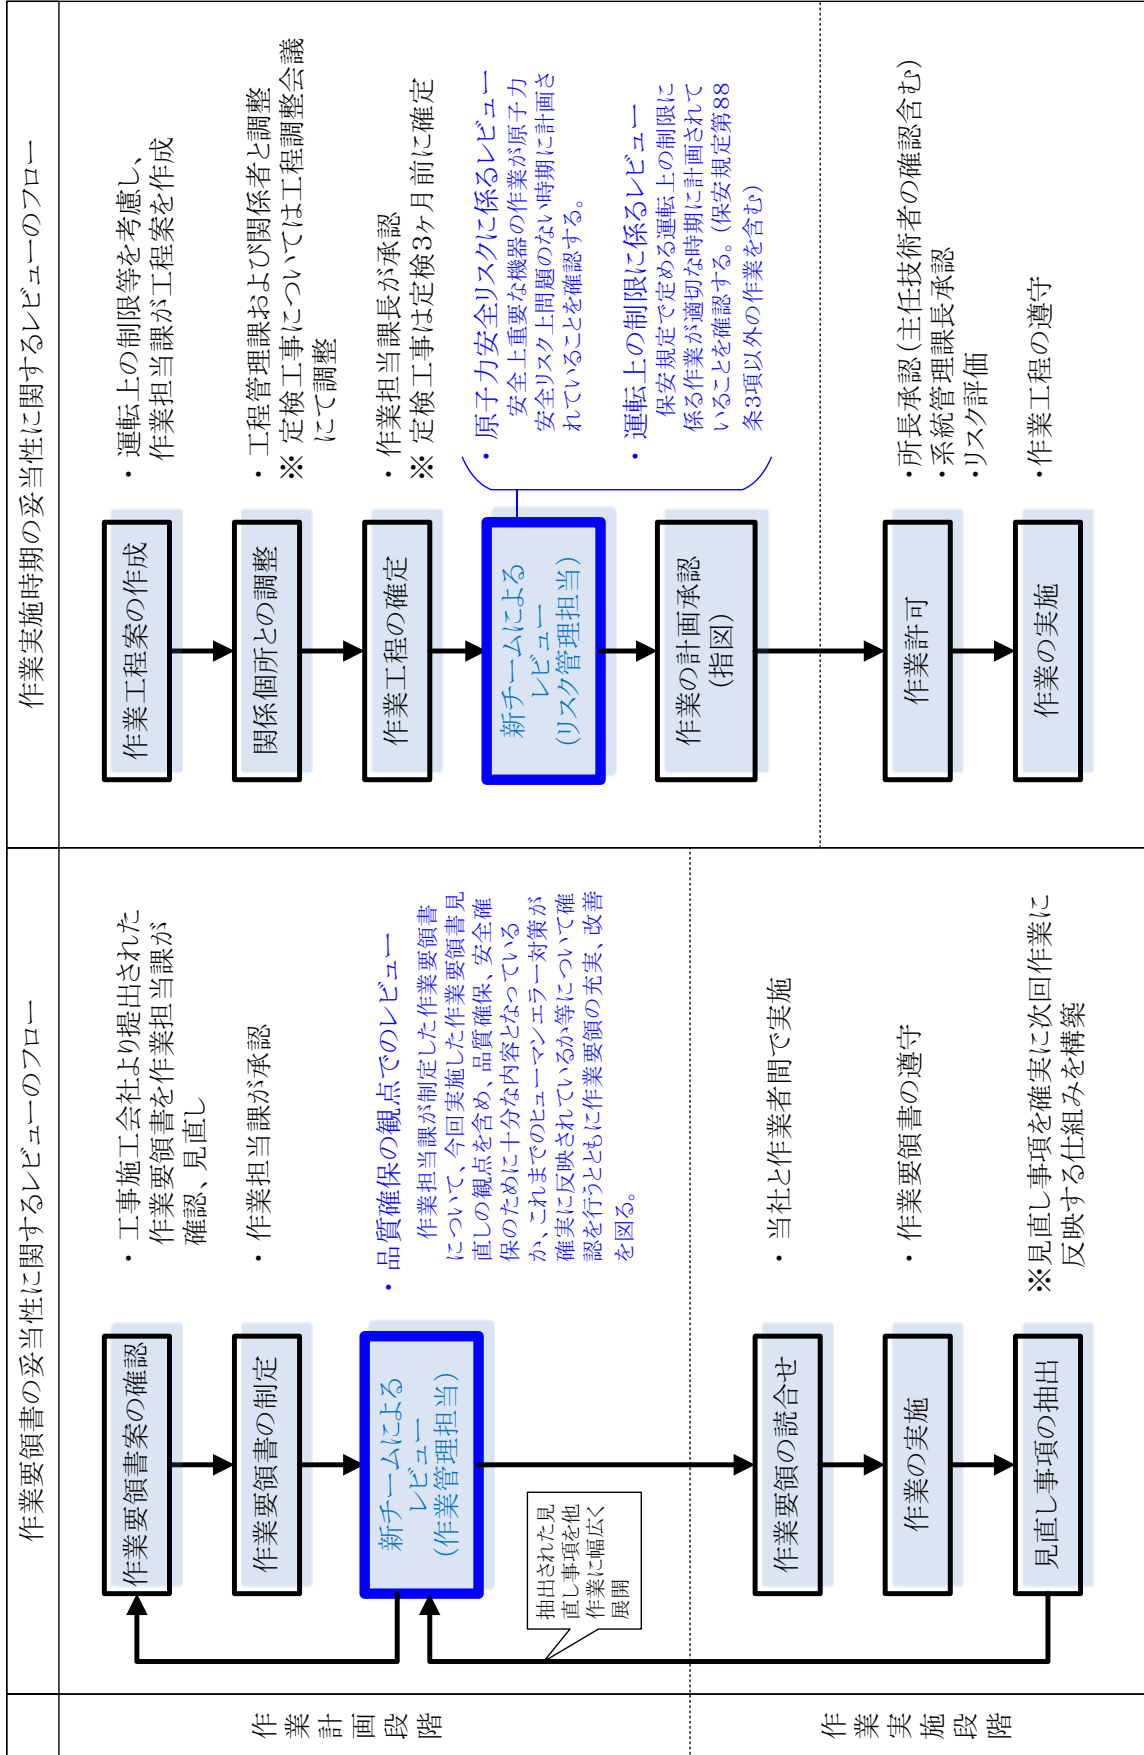 作業要領書の妥当性に関するレビューのフロー
作業実施時期の妥当性に関するレビューのフロー
作業計画段階
作業要領書案の確認
・ 工事施工会社より提出された
作業要領書を作業担当課が
確認、見直し
作業要領書の制定
・ 作業担当課が承認
新チームによる
レビュー
(作業管理担当)
・ 品質確保の観点でのレビュー
作業担当課が制定した作業要領書
について、今回実施した作業要領書見
直しの観点を含め、品質確保、安全確
保のために十分な内容となっている
か、これまでのヒューマンエラー対策が
確実に反映されているか等について確
認を行うとともに作業要領の充実、改善
を図る。
抽出された見
直し事項を他
作業に幅広く
展開
作業実施段階
作業要領の読合せ
・ 当社と作業者間で実施
作業の実施
・ 作業要領書の遵守
見直し事項の抽出
※見直し事項を確実に次回作業に
反映する仕組みを構築
作業工程案の作成
・ 運転上の制限等を考慮し、
作業担当課が工程案を作成
関係個所との調整
・ 工程管理課および関係者と調整
※ 定検工事については工程調整会議
にて調整
作業工程の確定
・ 作業担当課長が承認
※ 定検工事は定検3ヶ月前に確定
新チームによる
レビュー
(リスク管理担当)
・ 原子力安全リスクに係るレビュー
安全上重要な機器の作業が原子力
安全リスク上問題のない時期に計画さ
れていることを確認する。
・ 運転上の制限に係るレビュー
保安規定で定める運転上の制限に
係る作業が適切な時期に計画されて
いることを確認する。(保安規定第88
条3項以外の作業を含む)
作業の計画承認
(指図)
作業許可
・所長承認(主任技術者の確認含む)
・系統管理課長承認
・リスク評価
作業の実施
・作業工程の遵守